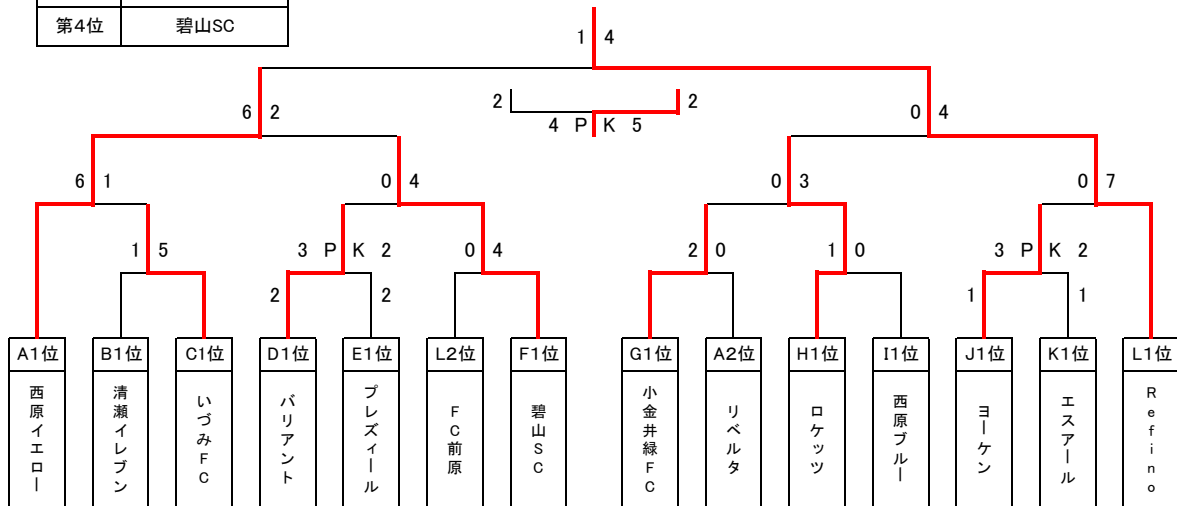 第4位 碧山SC
1 4
6 2
2 2
4 P K 5
0 4
6 1
0 4
0 3
0 7
1 5
3 P K 2
0 4
2 0
1 0
3 P K 2
2 2
1 1
A1位 B1位 C1位 D1位 E1位 L2位 F1位 G1位 A2位 H1位 I1位 J1位 K1位 L1位
西原イエロー
清瀬イレブン
いづみFC
バリアント
プレズィール
FC前原
碧山SC
小金井緑FC
リベルタ
ロケッツ
西原ブルー
ヨーケン
エスアール
Refino